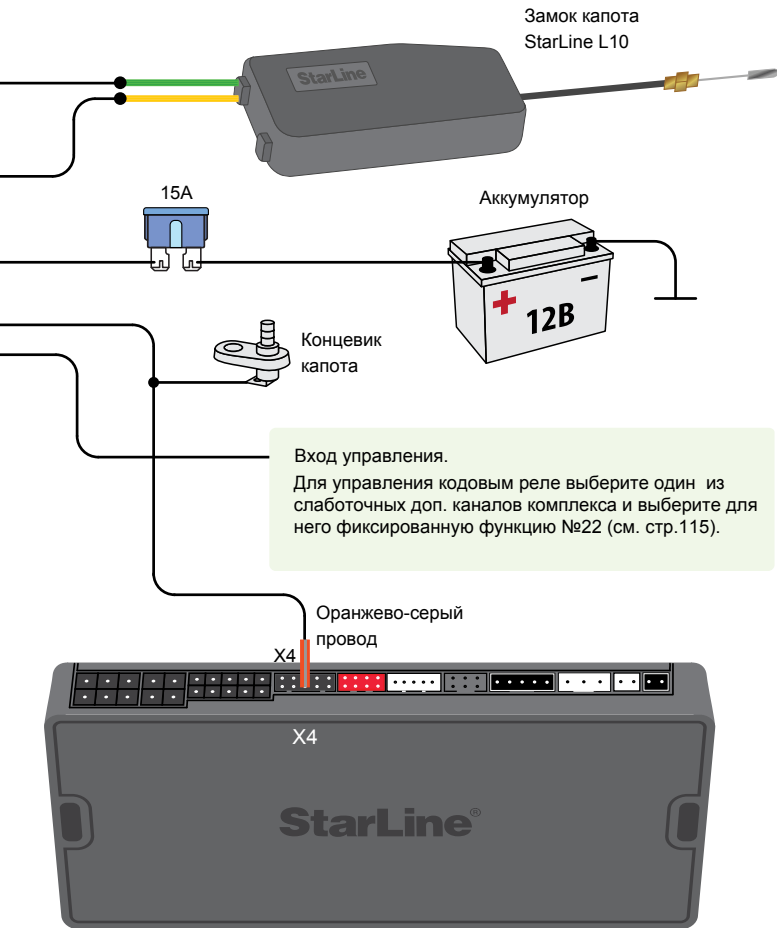 Замок капота
StarLine L10
StarLine
15А
Аккумулятор
12В
Концевик
капота
Вход управления.
Для управления кодовым реле выберите один из
слаботочных доп. каналов комплекса и выберите для
него фиксированную функцию №22 (см. стр.115).
Оранжево-серый
провод
X4
X4
StarLine®